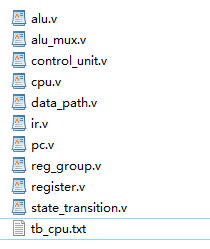 alu.v
alu_mux.v
control_unit.v
cpu.v
data_path.v
ir.v
pc.v
reg_group.v
register.v
state_transition.v
tb_cpu.txt